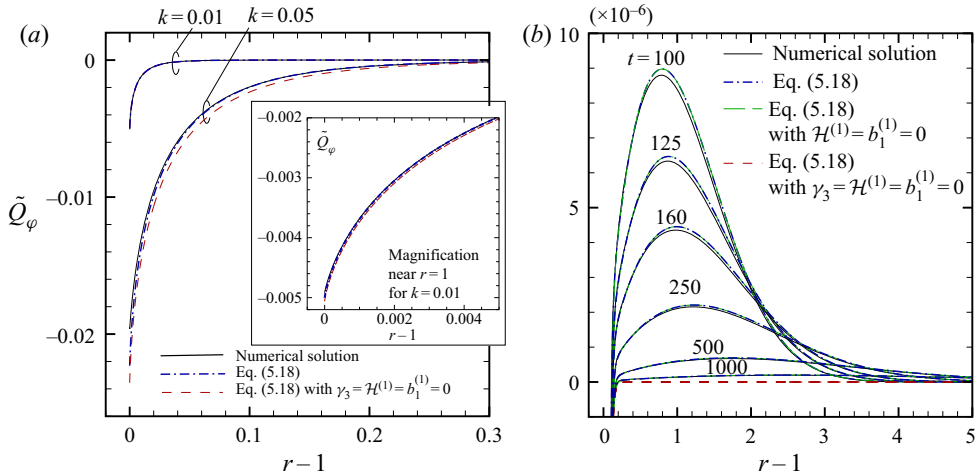 k = 0.01
k = 0.05
(a)
0
–0.01
–0.02
Q̃φ
0
0.1
0.2
0.3
r – 1
–0.002
–0.003
–0.004
–0.005
Q̃φ
Magnification
near r = 1
for k = 0.01
0
0.002
0.004
r – 1
Numerical solution
Eq. (5.18)
Eq. (5.18) with γ₃ = ℋ⁽¹⁾ = b₁⁽¹⁾ = 0
(b)
(×10⁻⁶)
10
5
0
t = 100
125
160
250
500
1000
Numerical solution
Eq. (5.18)
Eq. (5.18)
with ℋ⁽¹⁾ = b₁⁽¹⁾ = 0
Eq. (5.18)
with γ₃ = ℋ⁽¹⁾ = b₁⁽¹⁾ = 0
0
1
2
3
4
5
r – 1